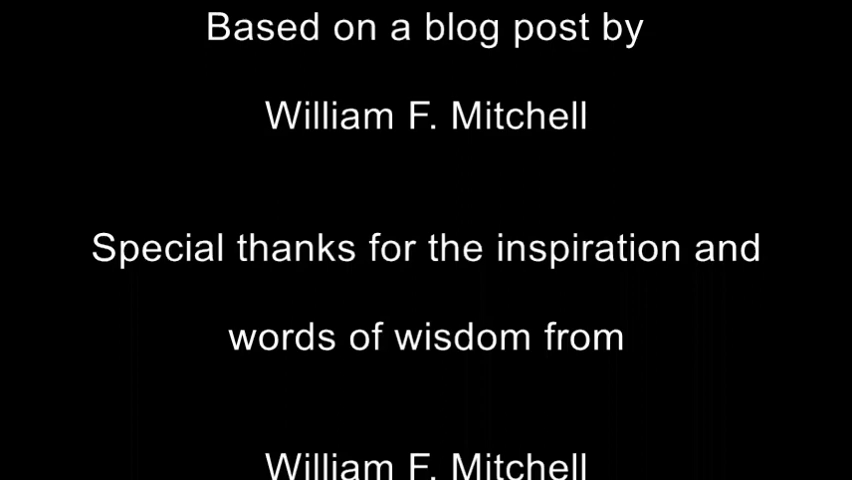 Based on a blog post by
William F. Mitchell
Special thanks for the inspiration and
words of wisdom from
William F. Mitchell